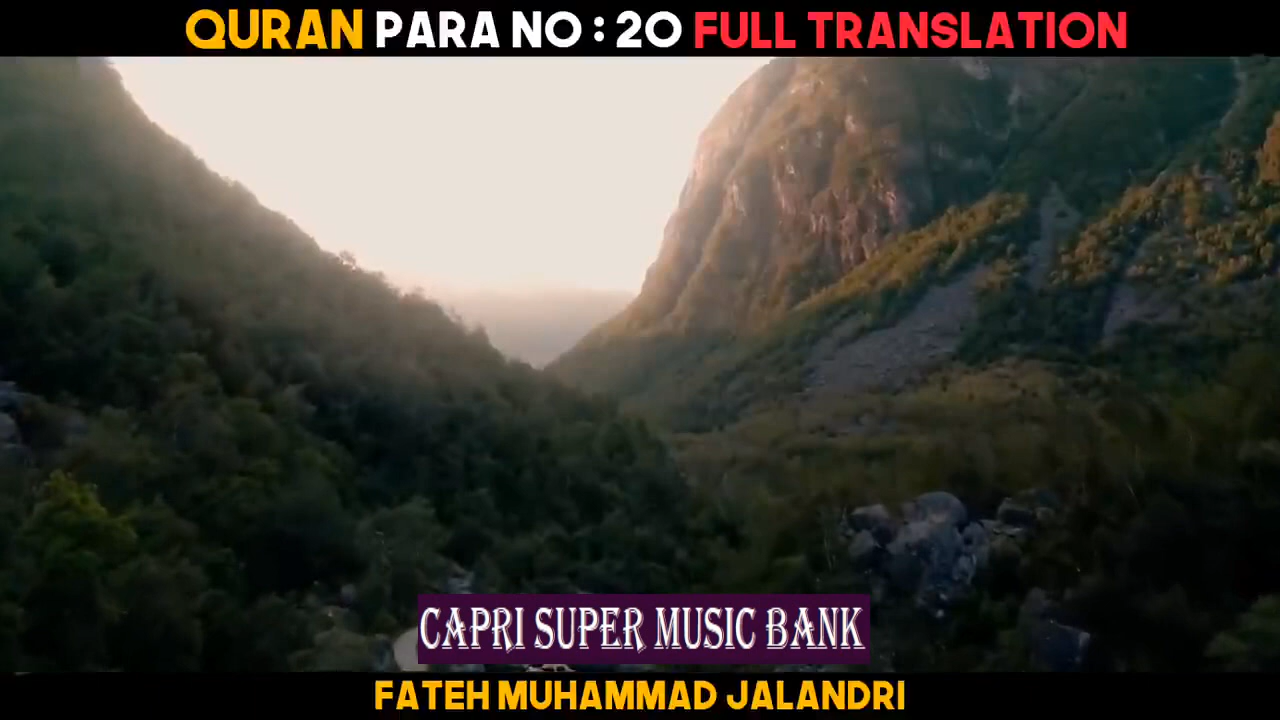 QURAN PARA NO : 20 FULL TRANSLATION
CAPRI SUPER MUSIC BANK
FATEH MUHAMMAD JALANDRI